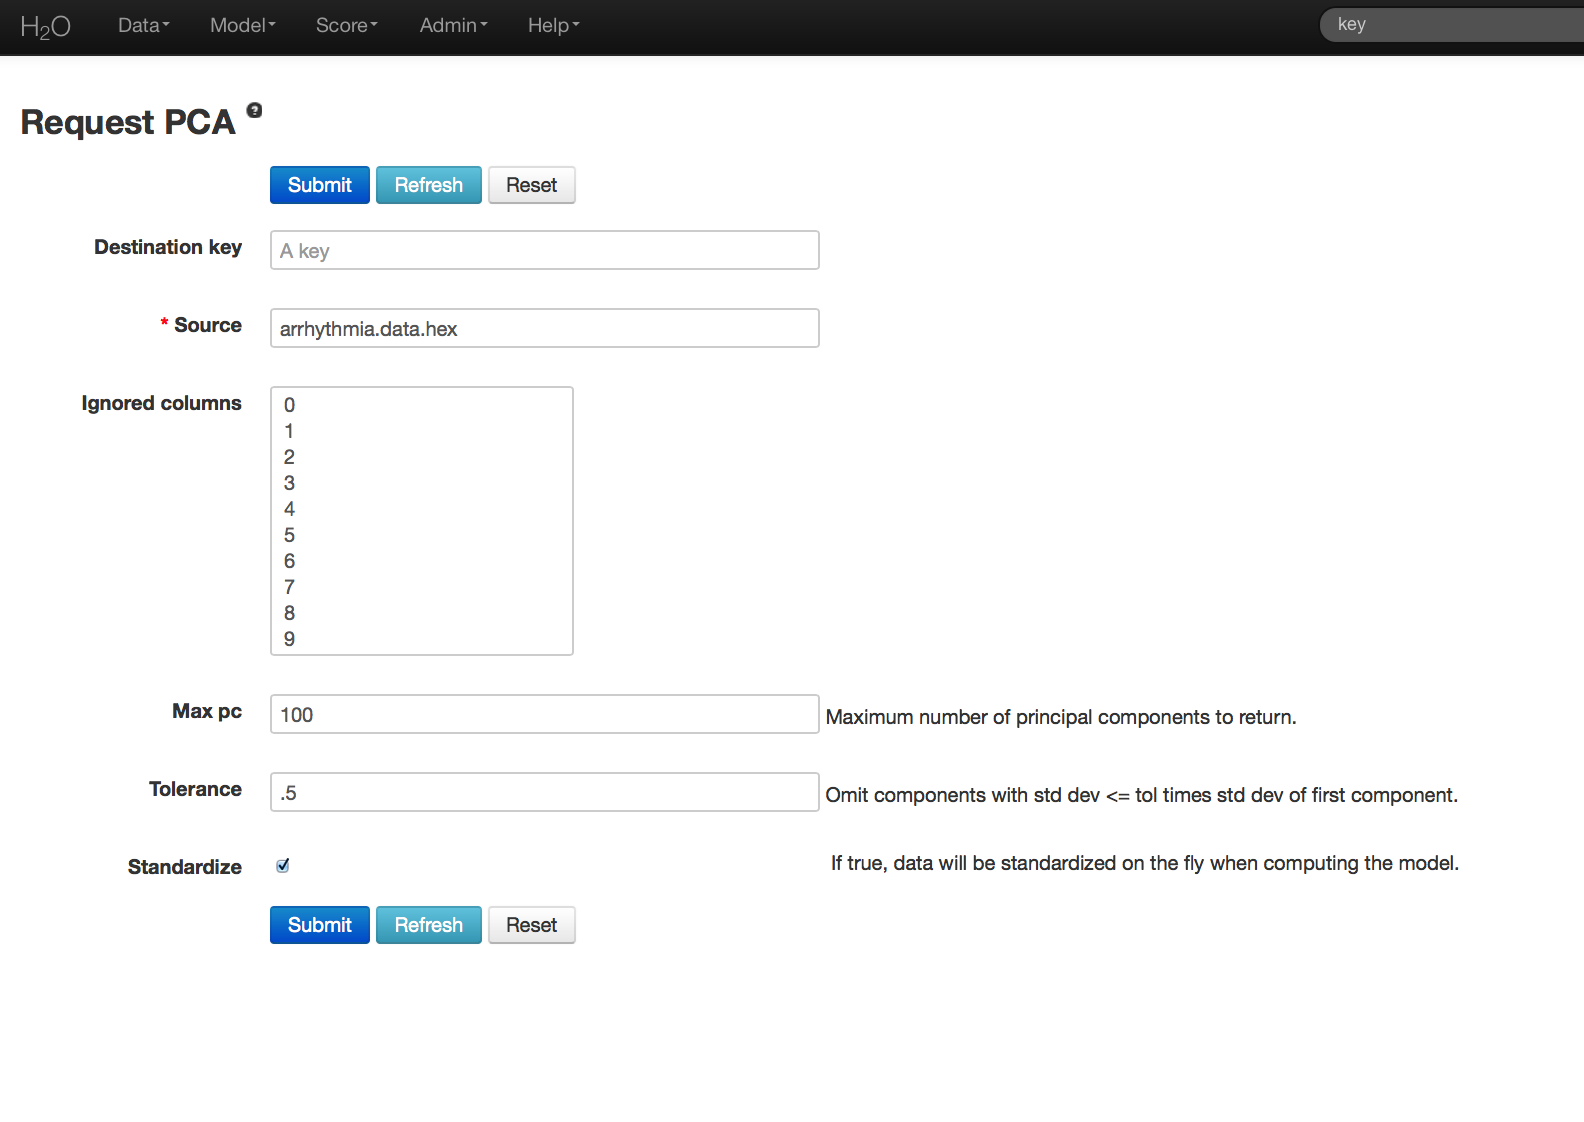 H2O Data Model Score Admin Help key
Request PCA ?
Submit Refresh Reset
Destination key A key
* Source arrhythmia.data.hex
Ignored columns 0
1
2
3
4
5
6
7
8
9
Max pc 100 Maximum number of principal components to return.
Tolerance .5 Omit components with std dev <= tol times std dev of first component.
Standardize If true, data will be standardized on the fly when computing the model.
Submit Refresh Reset